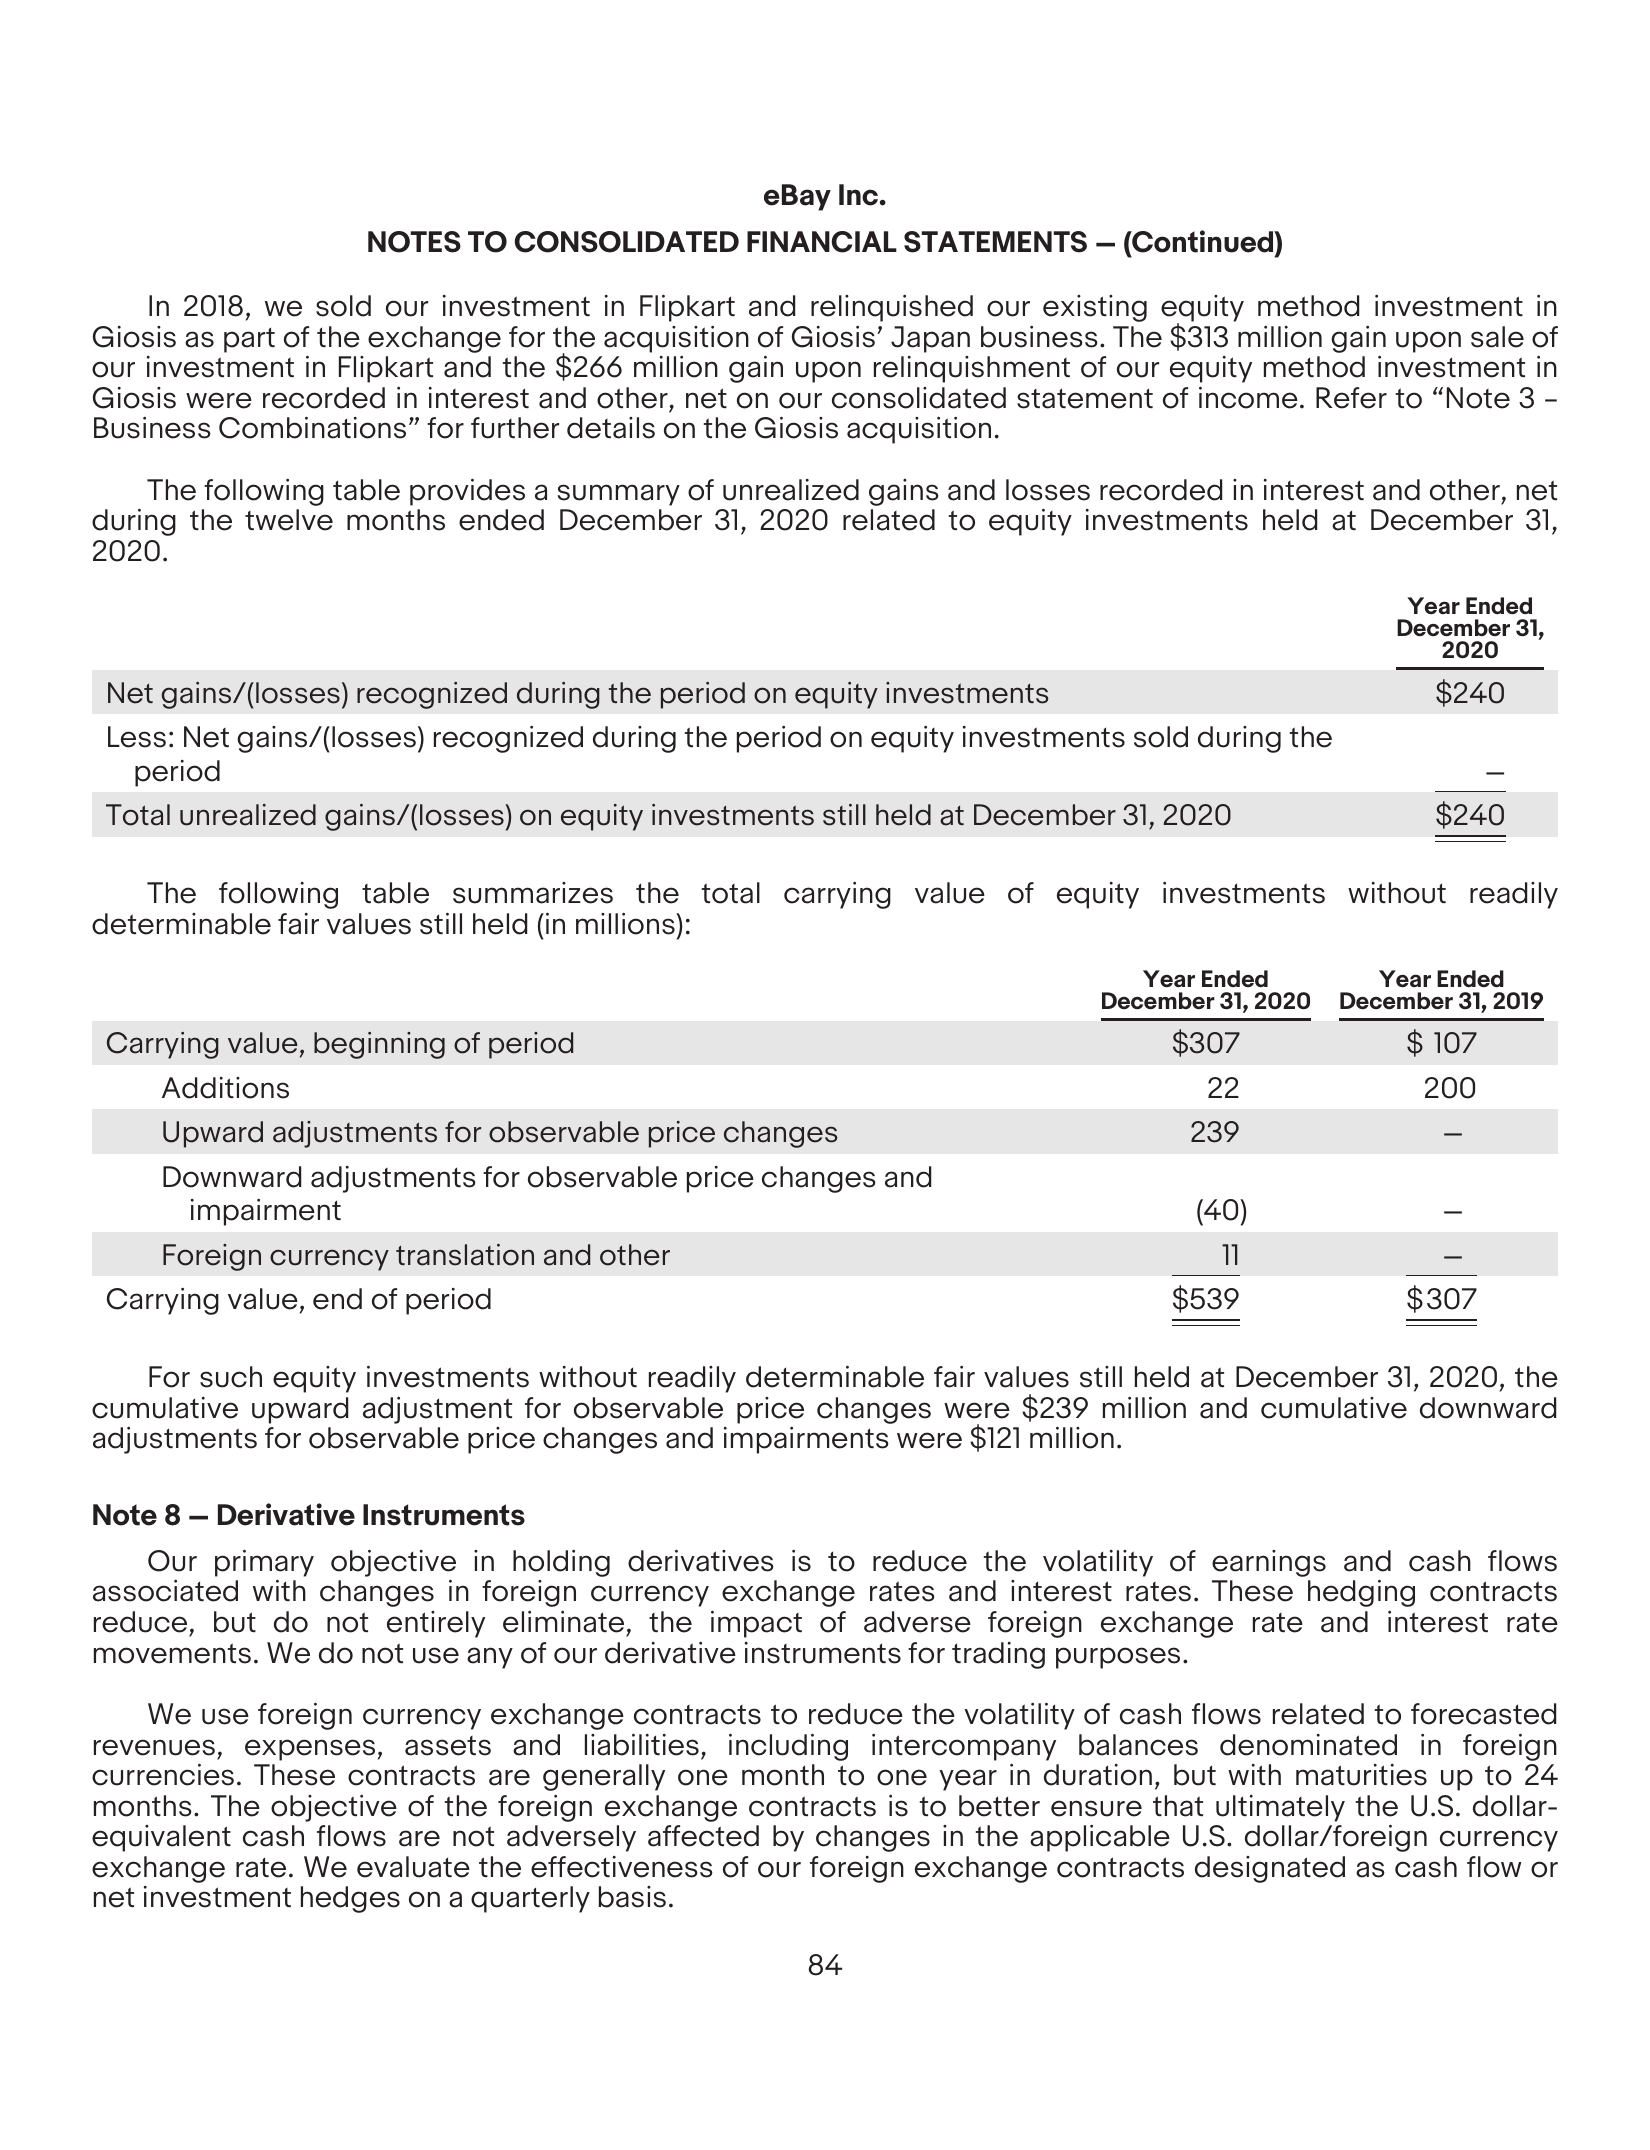 eBay Inc.
NOTES TO CONSOLIDATED FINANCIAL STATEMENTS — (Continued)
In 2018, we sold our investment in Flipkart and relinquished our existing equity method investment in
Giosis as part of the exchange for the acquisition of Giosis’ Japan business. The $313 million gain upon sale of
our investment in Flipkart and the $266 million gain upon relinquishment of our equity method investment in
Giosis were recorded in interest and other, net on our consolidated statement of income. Refer to “Note 3 –
Business Combinations” for further details on the Giosis acquisition.
The following table provides a summary of unrealized gains and losses recorded in interest and other, net
during the twelve months ended December 31, 2020 related to equity investments held at December 31,
2020.
Year Ended
December 31,
2020
Net gains/(losses) recognized during the period on equity investments $240
Less: Net gains/(losses) recognized during the period on equity investments sold during the
period —
Total unrealized gains/(losses) on equity investments still held at December 31, 2020 $240
The following table summarizes the total carrying value of equity investments without readily
determinable fair values still held (in millions):
Year Ended Year Ended
December 31, 2020 December 31, 2019
Carrying value, beginning of period $307 $ 107
Additions 22 200
Upward adjustments for observable price changes 239 —
Downward adjustments for observable price changes and
impairment (40) —
Foreign currency translation and other 11 —
Carrying value, end of period $539 $307
For such equity investments without readily determinable fair values still held at December 31, 2020, the
cumulative upward adjustment for observable price changes were $239 million and cumulative downward
adjustments for observable price changes and impairments were $121 million.
Note 8 — Derivative Instruments
Our primary objective in holding derivatives is to reduce the volatility of earnings and cash flows
associated with changes in foreign currency exchange rates and interest rates. These hedging contracts
reduce, but do not entirely eliminate, the impact of adverse foreign exchange rate and interest rate
movements. We do not use any of our derivative instruments for trading purposes.
We use foreign currency exchange contracts to reduce the volatility of cash flows related to forecasted
revenues, expenses, assets and liabilities, including intercompany balances denominated in foreign
currencies. These contracts are generally one month to one year in duration, but with maturities up to 24
months. The objective of the foreign exchange contracts is to better ensure that ultimately the U.S. dollar-
equivalent cash flows are not adversely affected by changes in the applicable U.S. dollar/foreign currency
exchange rate. We evaluate the effectiveness of our foreign exchange contracts designated as cash flow or
net investment hedges on a quarterly basis.
84